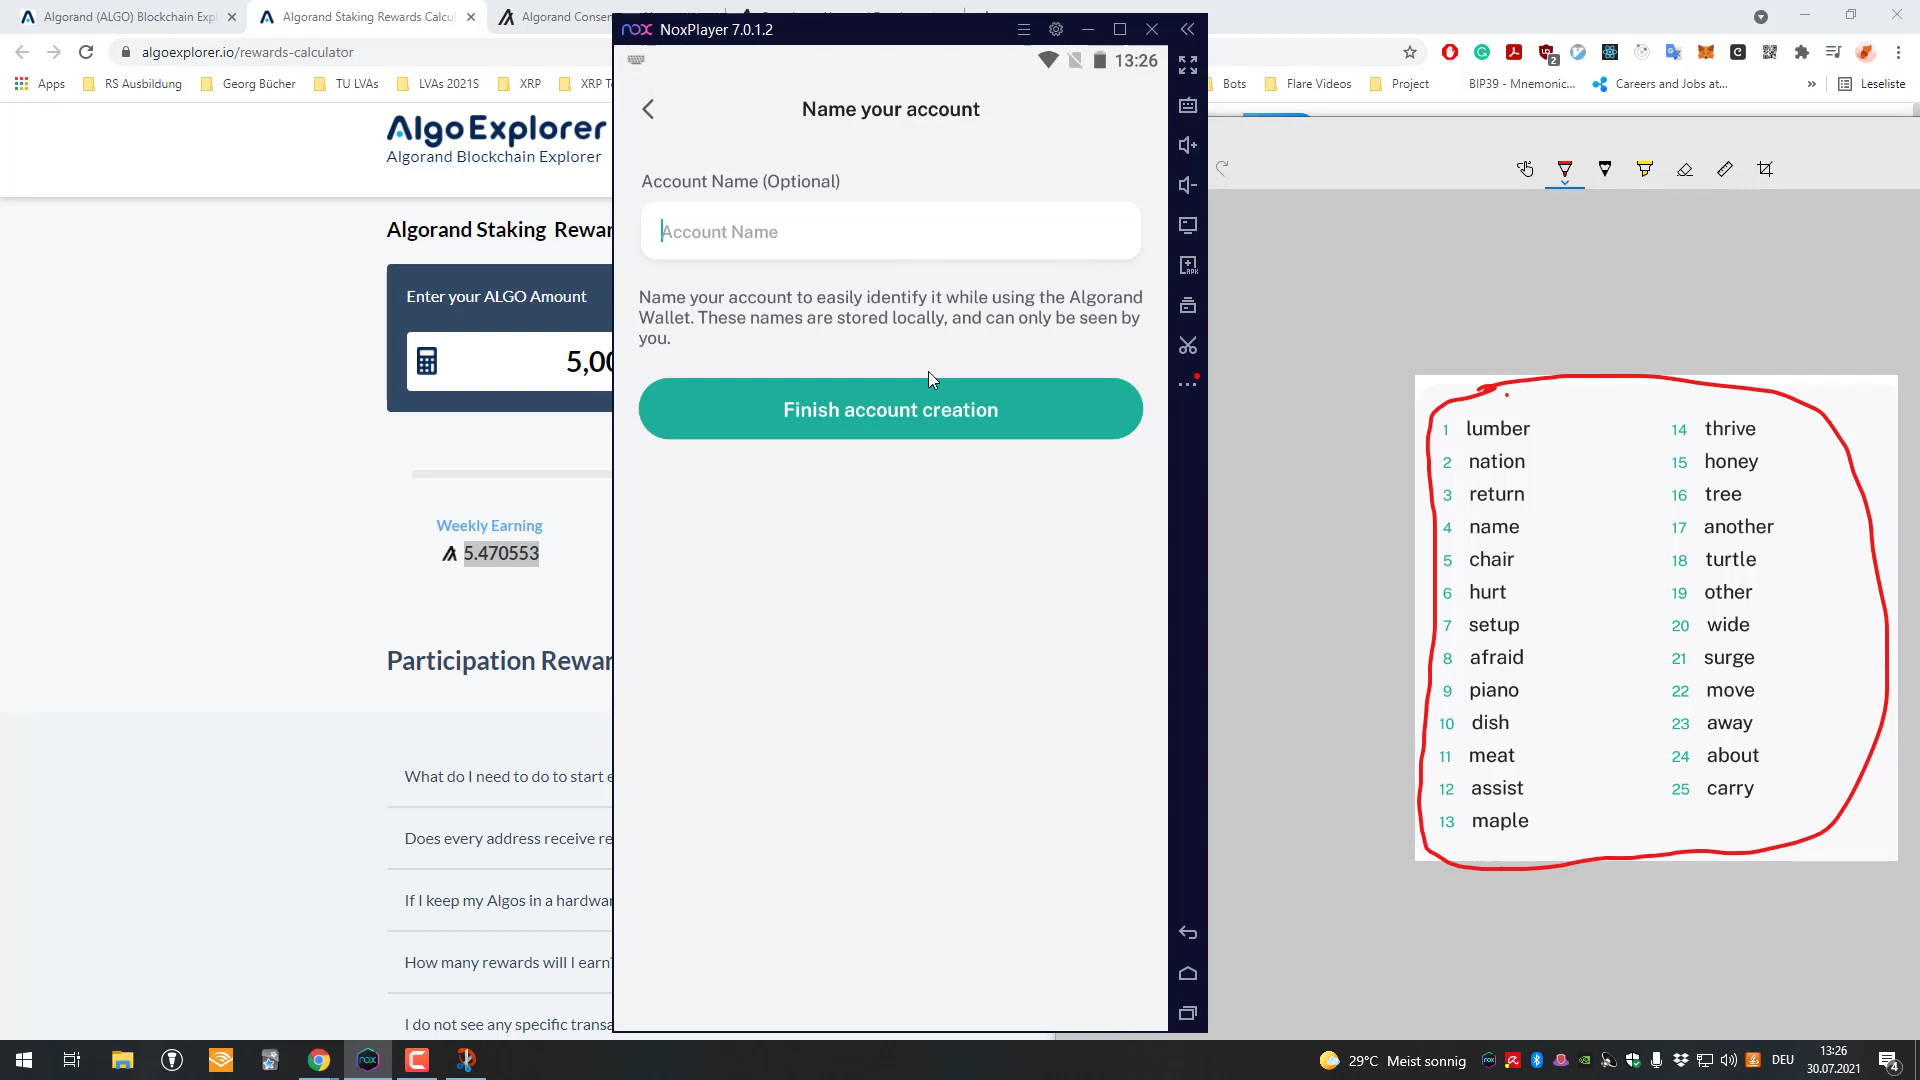 Algorand (ALGO) Blockchain Expl
Algorand Staking Rewards Calcul
Algorand Conser
NoxPlayer 7.0.1.2
algoexplorer.io/rewards-calculator
13:26
Apps
RS Ausbildung
Georg Bücher
TU LVAs
LVAs 2021S
XRP
XRP T
Bots
Flare Videos
Project
BIP39 - Mnemonic...
Careers and Jobs at...
»
Leseliste
AlgoExplorer
Algorand Blockchain Explorer
Algorand Staking Rewar
Enter your ALGO Amount
5,00
Weekly Earning
5.470553
Participation Rewar
What do I need to do to start e
Does every address receive re
If I keep my Algos in a hardwar
How many rewards will I earn?
I do not see any specific transa
Name your account
Account Name (Optional)
Account Name
Name your account to easily identify it while using the Algorand
Wallet. These names are stored locally, and can only be seen by
you.
Finish account creation
1 lumber
2 nation
3 return
4 name
5 chair
6 hurt
7 setup
8 afraid
9 piano
10 dish
11 meat
12 assist
13 maple
14 thrive
15 honey
16 tree
17 another
18 turtle
19 other
20 wide
21 surge
22 move
23 away
24 about
25 carry
29°C Meist sonnig
DEU
13:26
30.07.2021
4